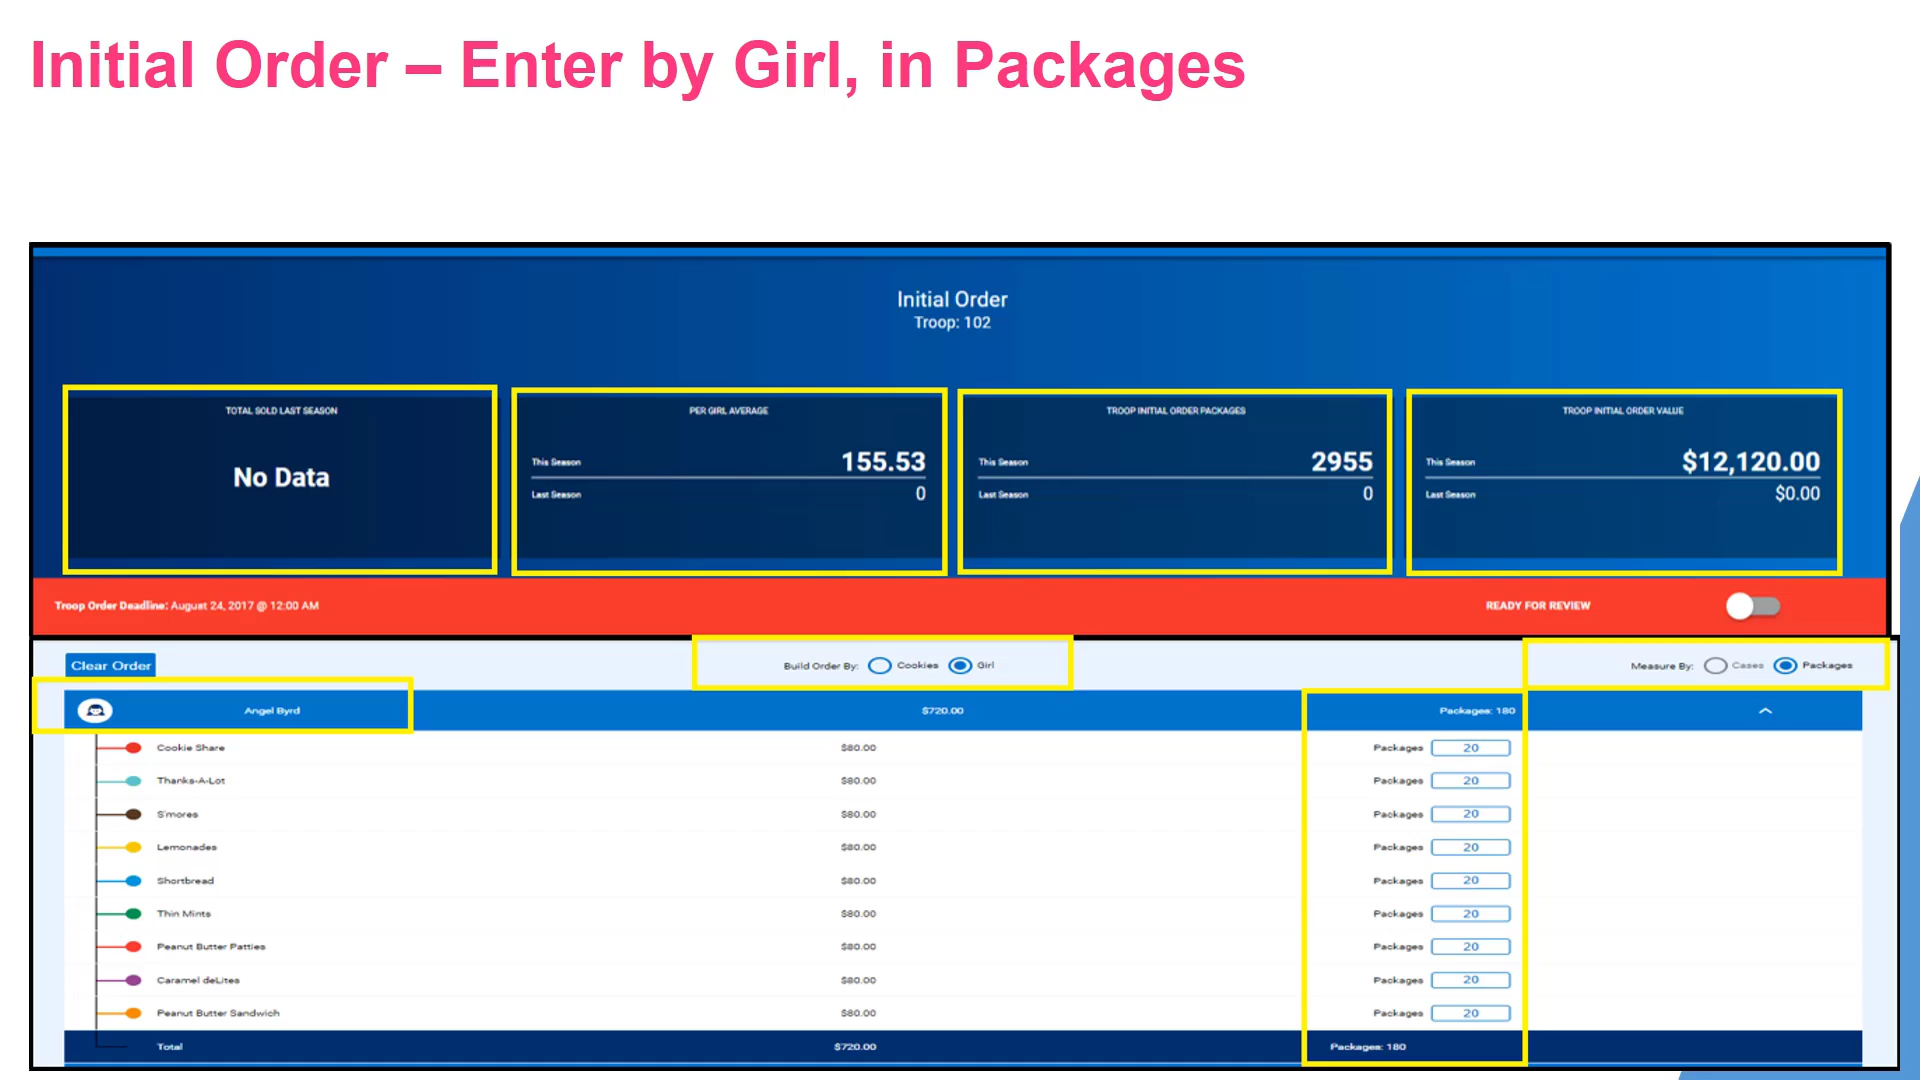 Initial Order – Enter by Girl, in Packages
Initial Order
Troop: 102
TOTAL SOLD LAST SEASON
No Data
PER GIRL AVERAGE
This Season 155.53
Last Season 0
TROOP INITIAL ORDER PACKAGES
This Season 2955
Last Season 0
TROOP INITIAL ORDER VALUE
This Season $12,120.00
Last Season $0.00
Troop Order Deadline: August 24, 2017 @ 12:00 AM READY FOR REVIEW
Clear Order Build Order By: Cookies Girl Measure By: Cases Packages
Angel Byrd $720.00 Packages: 180
Cookie Share $80.00 Packages 20
Thanks-A-Lot $80.00 Packages 20
S'mores $80.00 Packages 20
Lemonades $80.00 Packages 20
Shortbread $80.00 Packages 20
Thin Mints $80.00 Packages 20
Peanut Butter Patties $80.00 Packages 20
Caramel deLites $80.00 Packages 20
Peanut Butter Sandwich $80.00 Packages 20
Total $720.00 Packages: 180